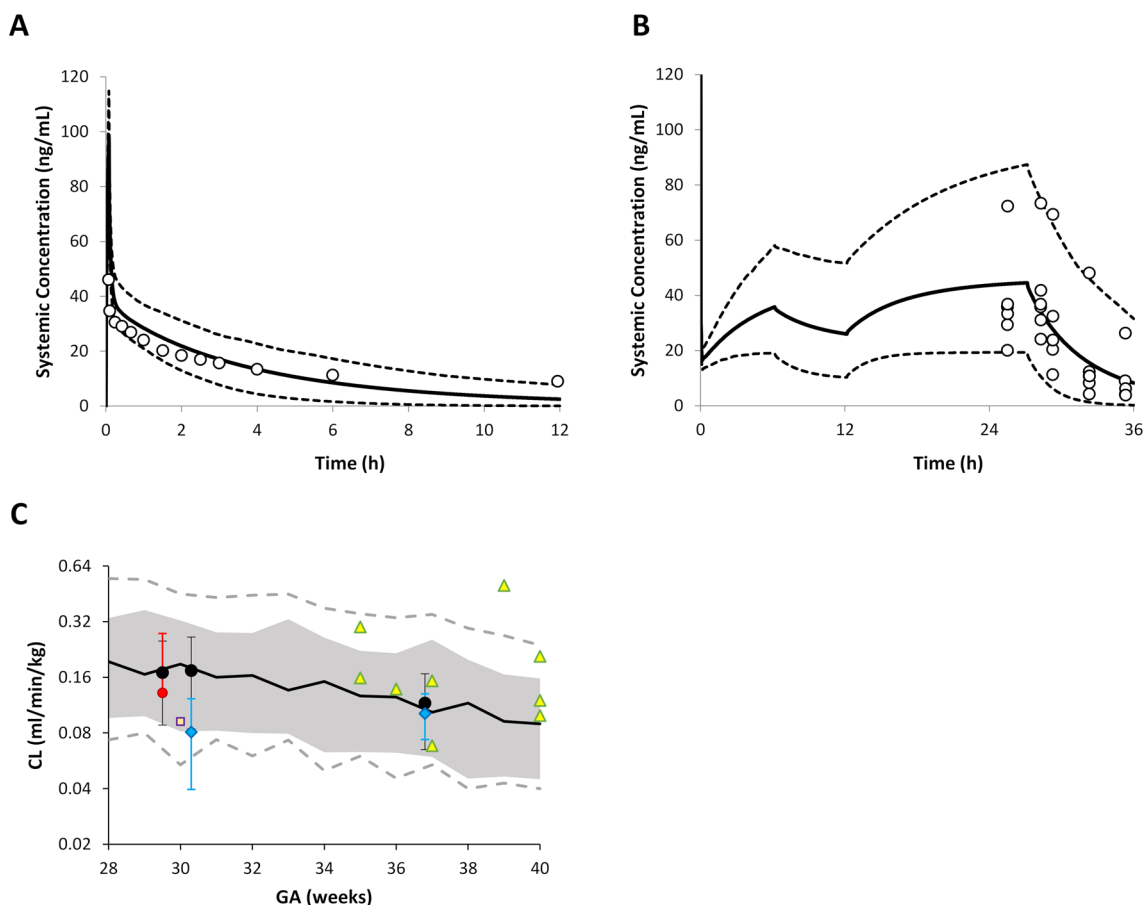 A
B
Systemic Concentration (ng/mL)
120
100
80
60
40
20
0
0 2 4 6 8 10 12
Time (h)
Systemic Concentration (ng/mL)
120
100
80
60
40
20
0
0 12 24 36
Time (h)
C
CL (ml/min/kg)
0.64
0.32
0.16
0.08
0.04
0.02
28 30 32 34 36 38 40
GA (weeks)